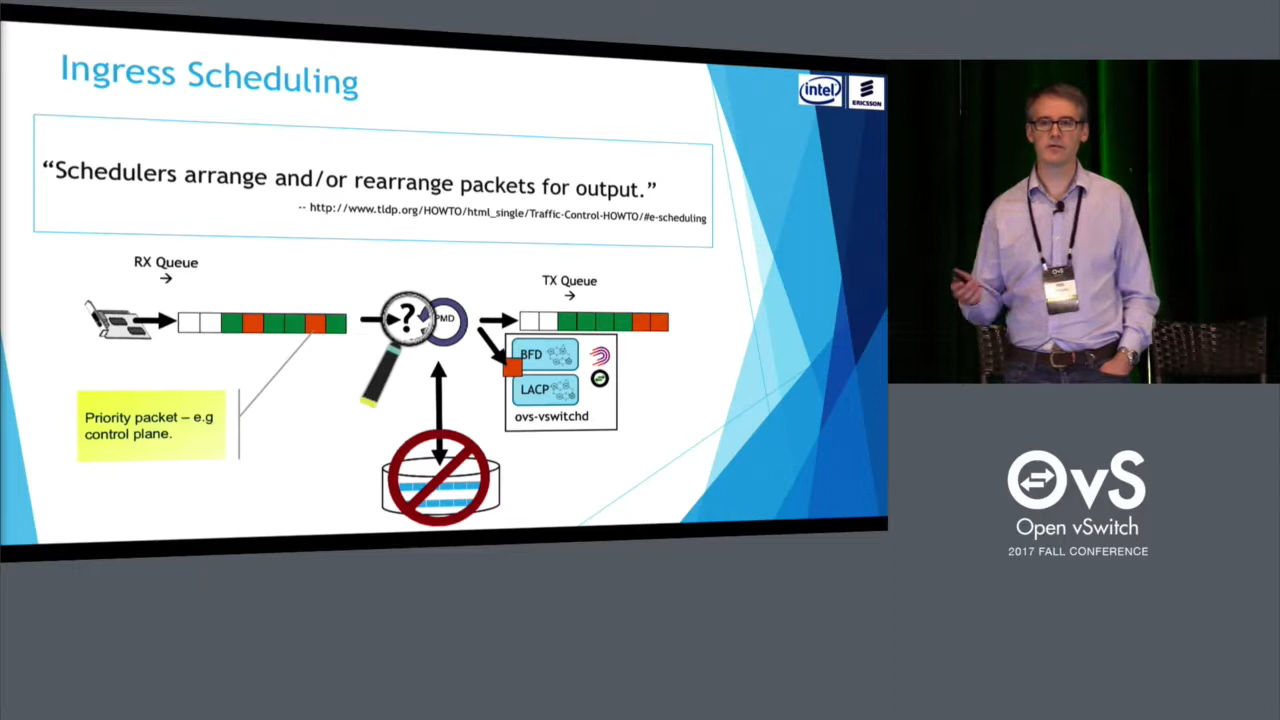 Ingress Scheduling
intel
ERICSSON
“Schedulers arrange and/or rearrange packets for output.”
-- http://www.tldp.org/HOWTO/html_single/Traffic-Control-HOWTO/#e-scheduling
RX Queue
TX Queue
?
PMD
BFD
LACP
ovs-vswitchd
Priority packet – e.g
control plane.
OvS
OvS
Open vSwitch
2017 FALL CONFERENCE